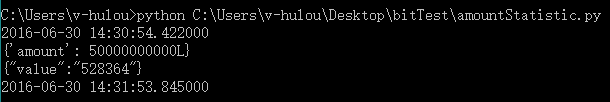 C:\Users\v-hulou>python C:\Users\v-hulou\Desktop\bitTest\amountStatistic.py
2016-06-30 14:30:54.422000
{'amount': 50000000000L}
{"value":"528364"}
2016-06-30 14:31:53.845000